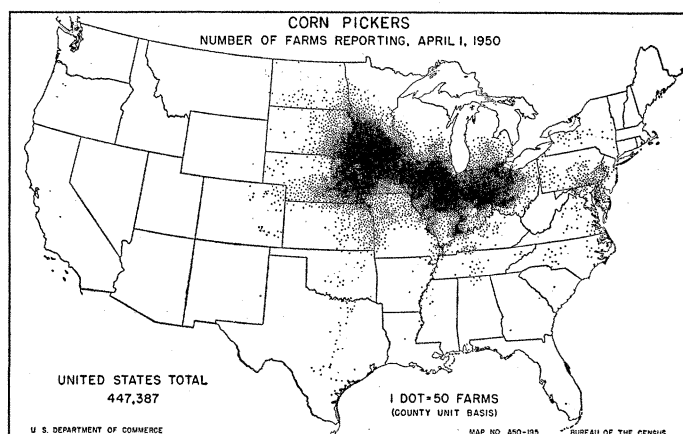 CORN PICKERS
NUMBER OF FARMS REPORTING, APRIL 1, 1950
UNITED STATES TOTAL
447,387
1 DOT=50 FARMS
(COUNTY UNIT BASIS)
U S. DEPARTMENT OF COMMERCE
MAP NO. A50-195
BUREAU OF THE CENSUS